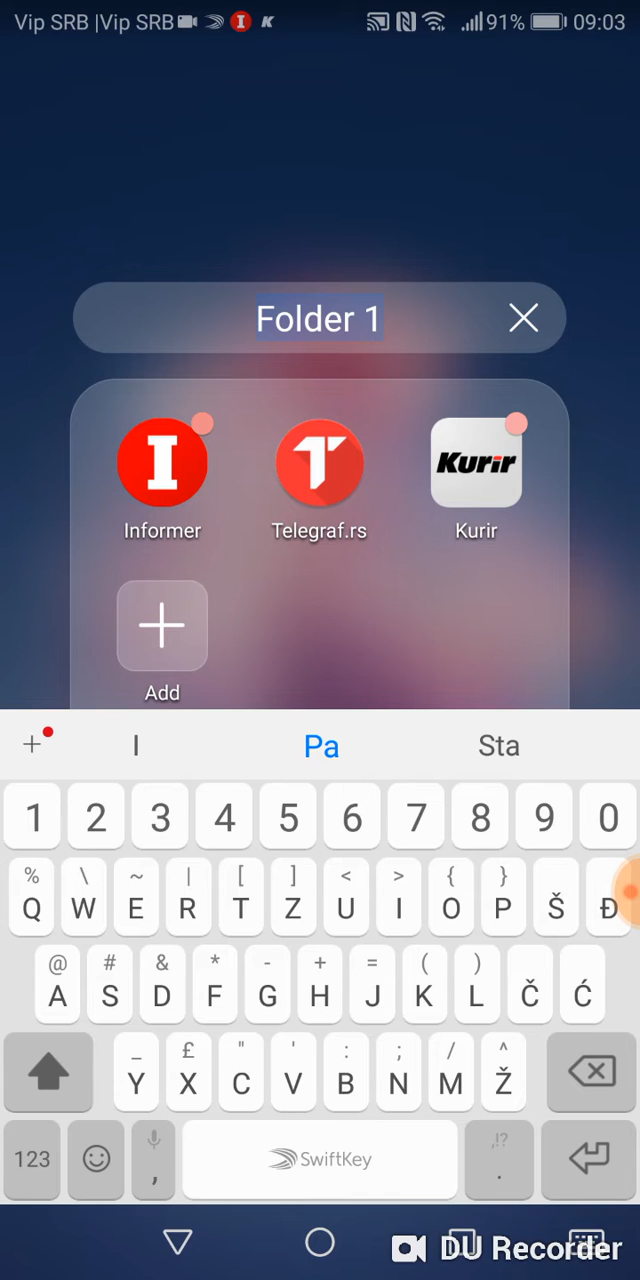 Vip SRB |Vip SRB I K 91% 09:03
Folder 1
I T Kurir
Informer Telegraf.rs Kurir
Add
I Pa Sta
1 2 3 4 5 6 7 8 9 0
% \ ~ | [ ] < > { }
Q W E R T Z U I O P Š Đ
@ # & * - + = ( )
A S D F G H J K L Č Ć
_ £ " ' : ; / ^
Y X C V B N M Ž
123 , SwiftKey ,!? .
DU Recorder